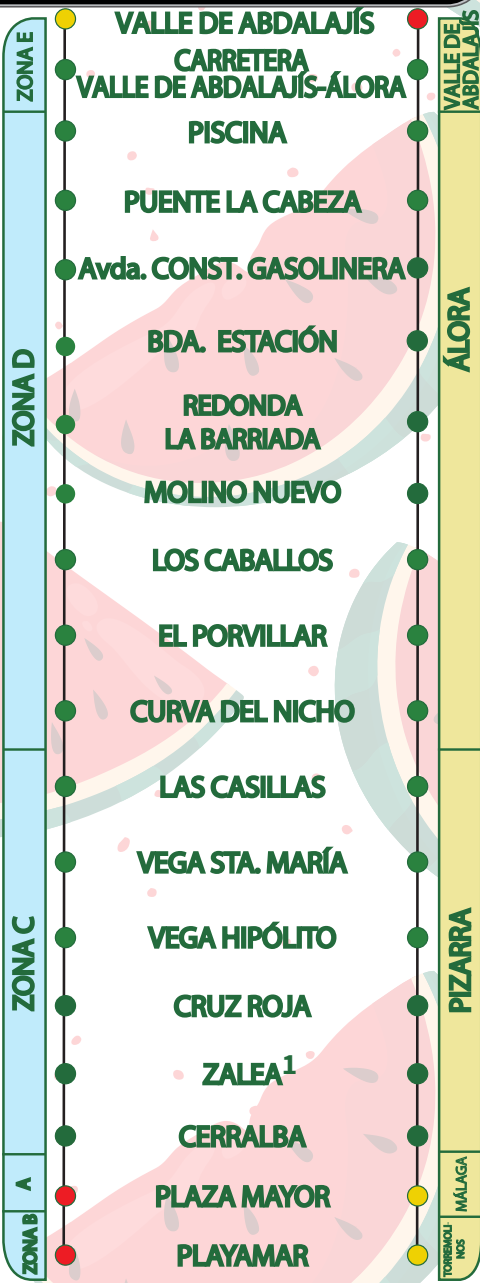 VALLE DE ABDALAJÍS
CARRETERA
VALLE DE ABDALAJÍS-ÁLORA
PISCINA
PUENTE LA CABEZA
Avda. CONST. GASOLINERA
BDA. ESTACIÓN
REDONDA
LA BARRIADA
MOLINO NUEVO
LOS CABALLOS
EL PORVILLAR
CURVA DEL NICHO
LAS CASILLAS
VEGA STA. MARÍA
VEGA HIPÓLITO
CRUZ ROJA
ZALEA1
CERRALBA
PLAZA MAYOR
PLAYAMAR
ZONA E
ZONA D
ZONA C
A
ZONA B
VALLE DE
ABDALAJÍS
ÁLORA
PIZARRA
MÁLAGA
TORREMOLI-
NOS